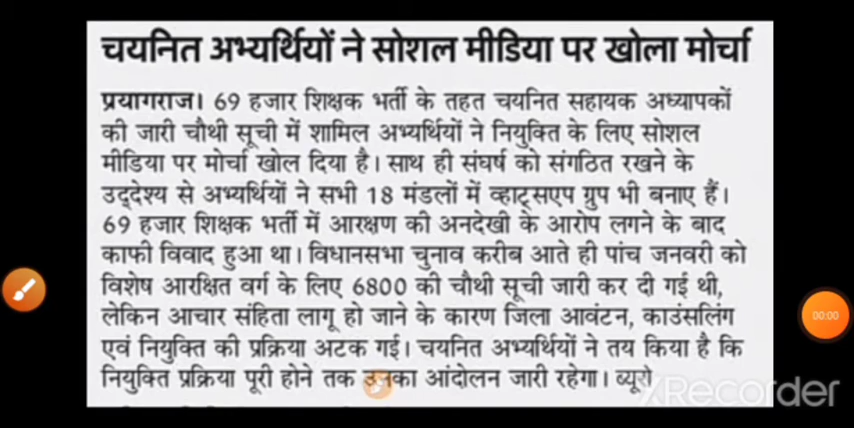 चयनित अभ्यर्थियों ने सोशल मीडिया पर खोला मोर्चा
प्रयागराज। 69 हजार शिक्षक भर्ती के तहत चयनित सहायक अध्यापकों
की जारी चौथी सूची में शामिल अभ्यर्थियों ने नियुक्ति के लिए सोशल
मीडिया पर मोर्चा खोल दिया है। साथ ही संघर्ष को संगठित रखने के
उद्देश्य से अभ्यर्थियों ने सभी 18 मंडलों में व्हाट्सएप ग्रुप भी बनाए हैं।
69 हजार शिक्षक भर्ती में आरक्षण की अनदेखी के आरोप लगने के बाद
काफी विवाद हुआ था। विधानसभा चुनाव करीब आते ही पांच जनवरी को
विशेष आरक्षित वर्ग के लिए 6800 की चौथी सूची जारी कर दी गई थी,
लेकिन आचार संहिता लागू हो जाने के कारण जिला आवंटन, काउंसलिंग
एवं नियुक्ति की प्रक्रिया अटक गई। चयनित अभ्यर्थियों ने तय किया है कि
नियुक्ति प्रक्रिया पूरी होने तक उनका आंदोलन जारी रहेगा। ब्यूरो
00:00
XRecorder